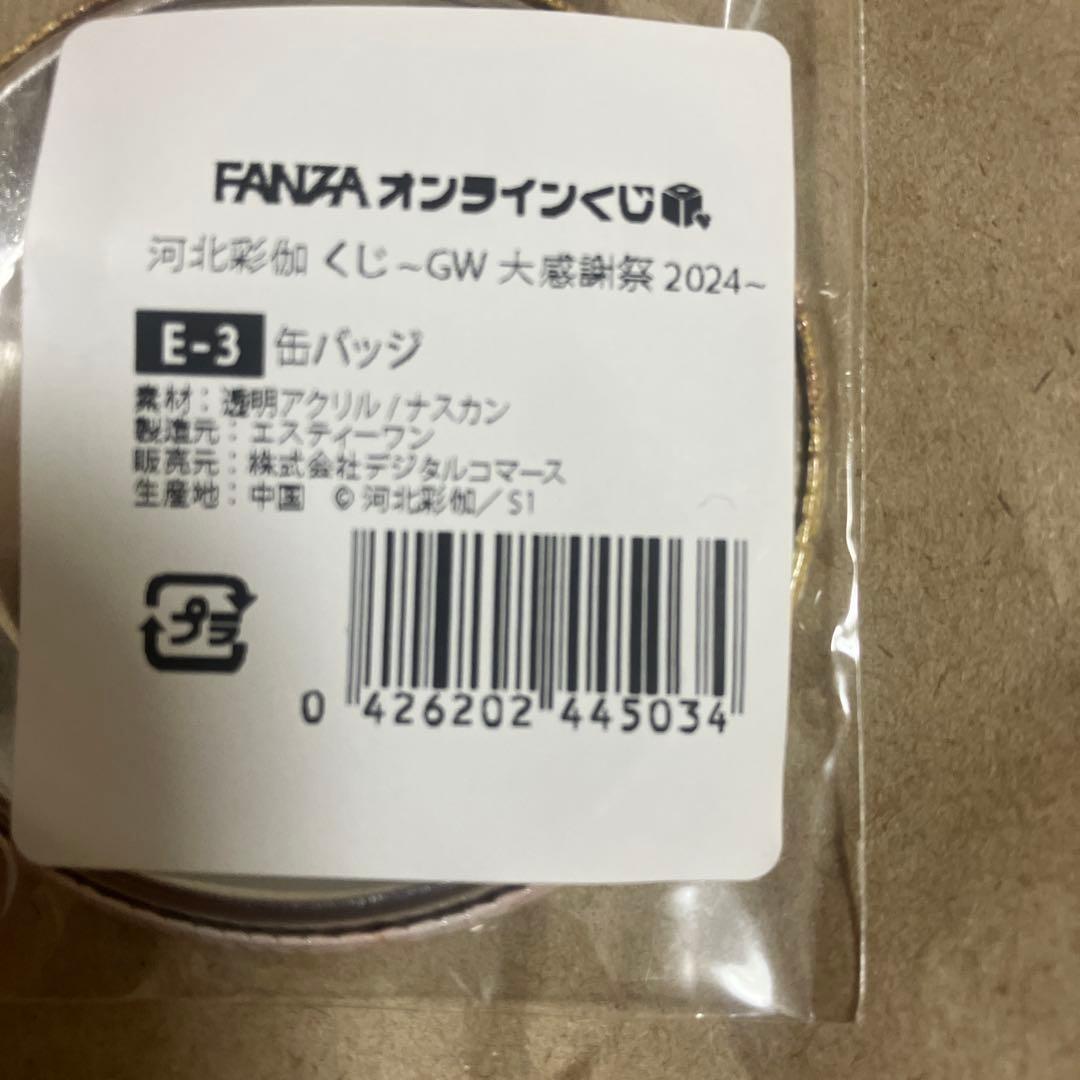 FANZA オンラインくじ
河北彩伽 くじ ~GW 大感謝祭 2024~
E-3 缶バッジ
素材：透明アクリル / ナスカン
製造元：エスティーワン
販売元：株式会社デジタルコマース
生産地：中国 © 河北彩伽／S1
プラ
0 426202 445034